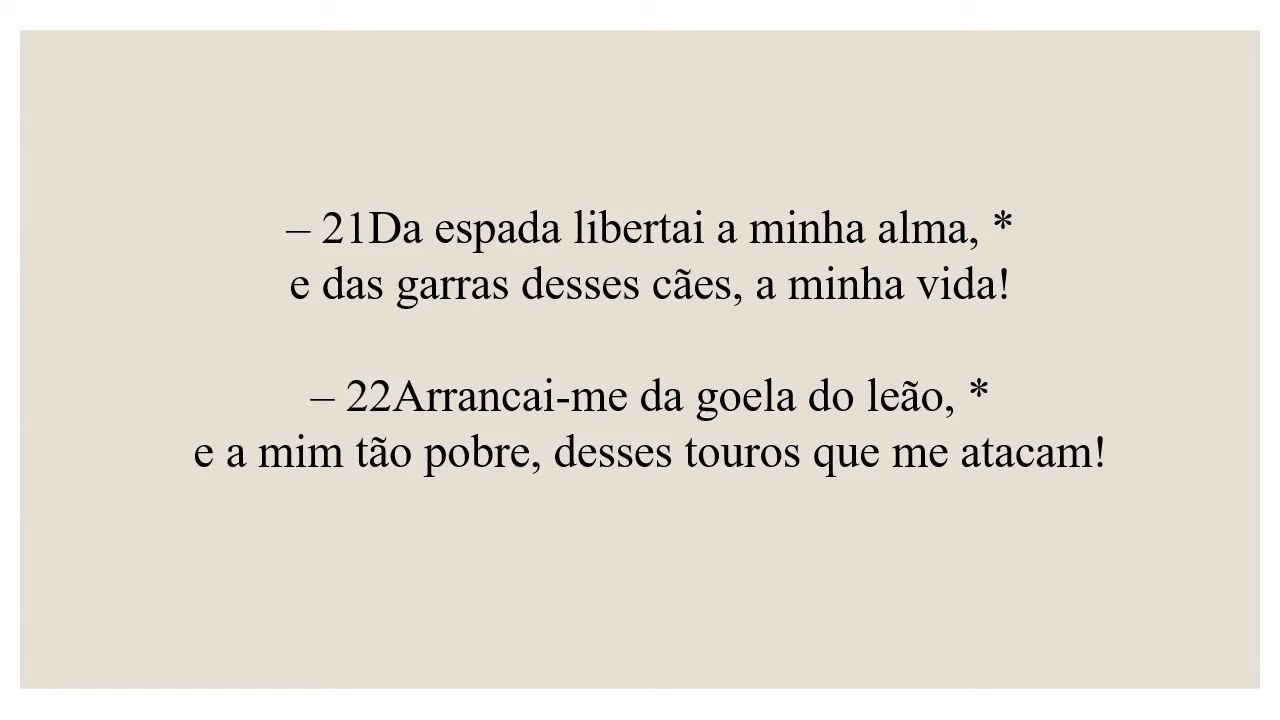 – 21Da espada libertai a minha alma, *
e das garras desses cães, a minha vida!
– 22Arrancai-me da goela do leão, *
e a mim tão pobre, desses touros que me atacam!